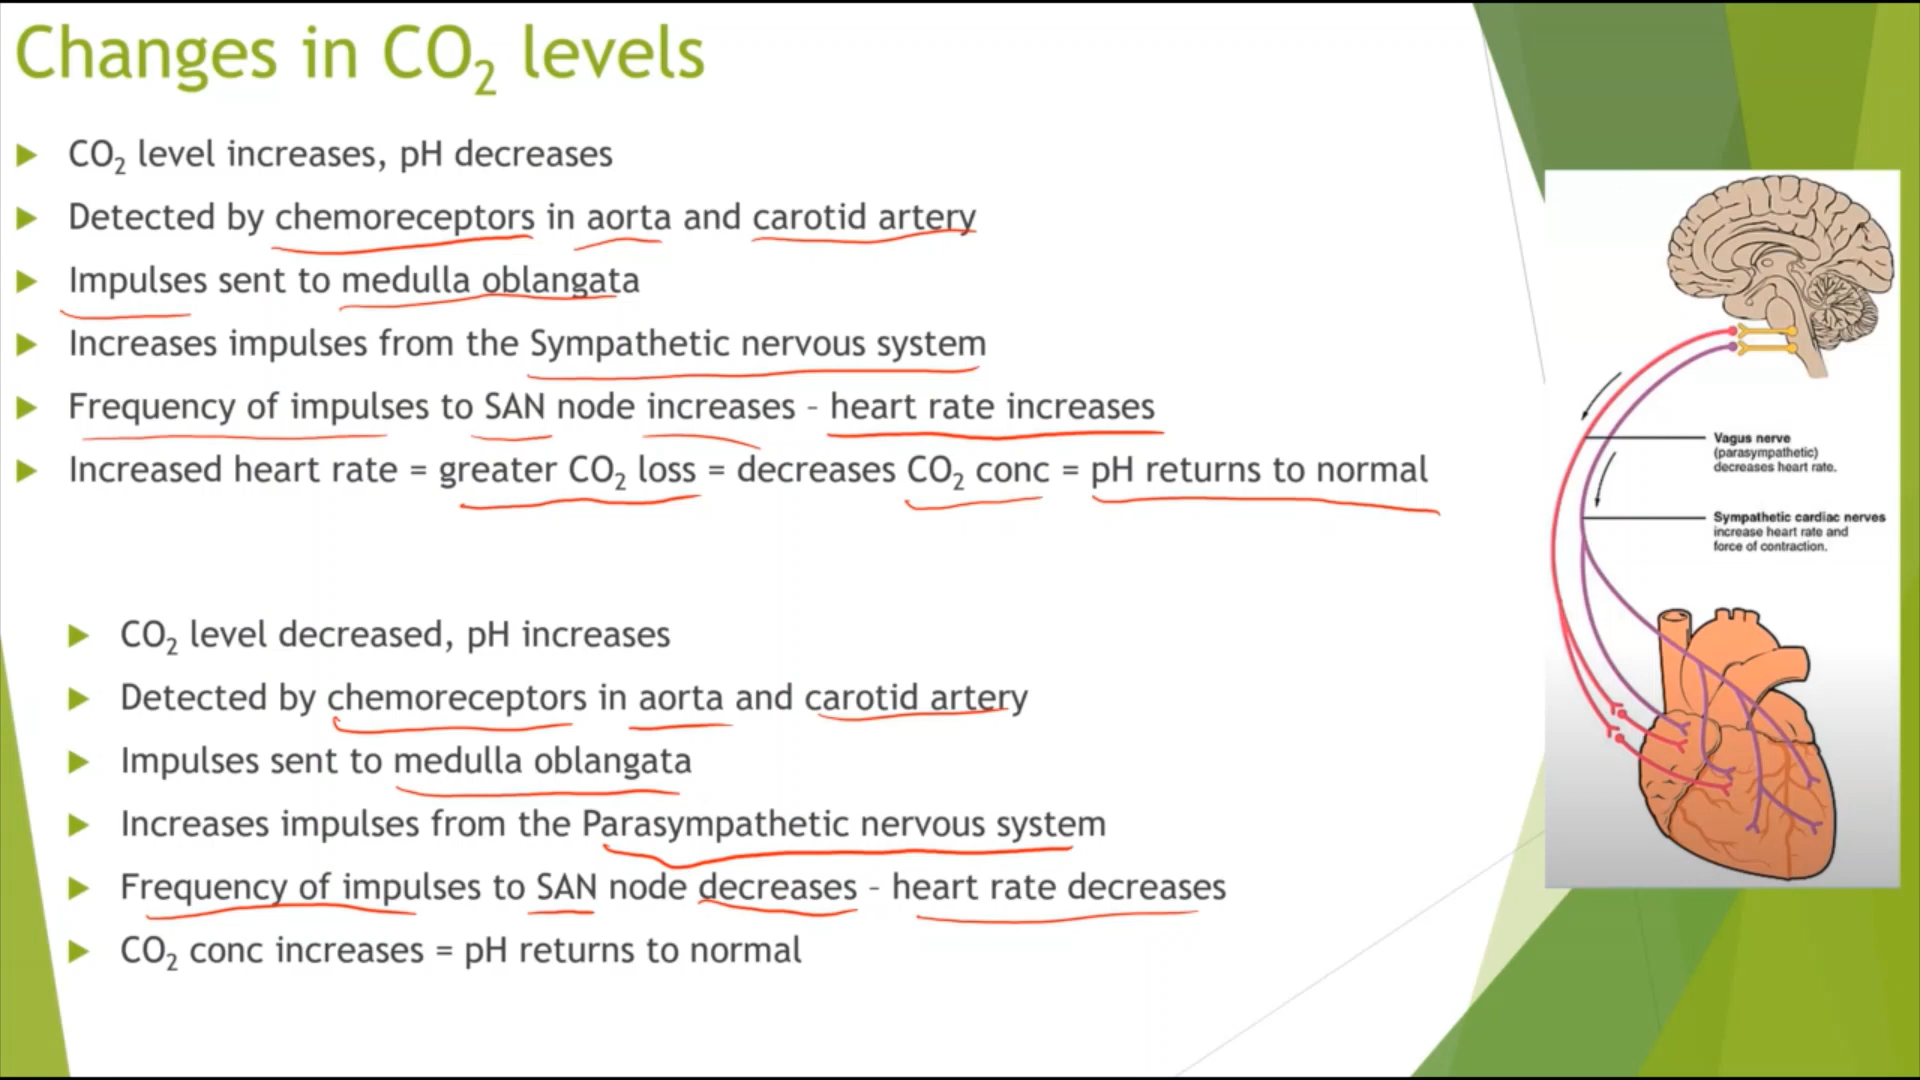 Changes in CO₂ levels
CO₂ level increases, pH decreases
Detected by chemoreceptors in aorta and carotid artery
Impulses sent to medulla oblangata
Increases impulses from the Sympathetic nervous system
Frequency of impulses to SAN node increases - heart rate increases
Increased heart rate = greater CO₂ loss = decreases CO₂ conc = pH returns to normal
CO₂ level decreased, pH increases
Detected by chemoreceptors in aorta and carotid artery
Impulses sent to medulla oblangata
Increases impulses from the Parasympathetic nervous system
Frequency of impulses to SAN node decreases - heart rate decreases
CO₂ conc increases = pH returns to normal
Vagus nerve
(parasympathetic)
decreases heart rate.
Sympathetic cardiac nerves
increase heart rate and
force of contraction.